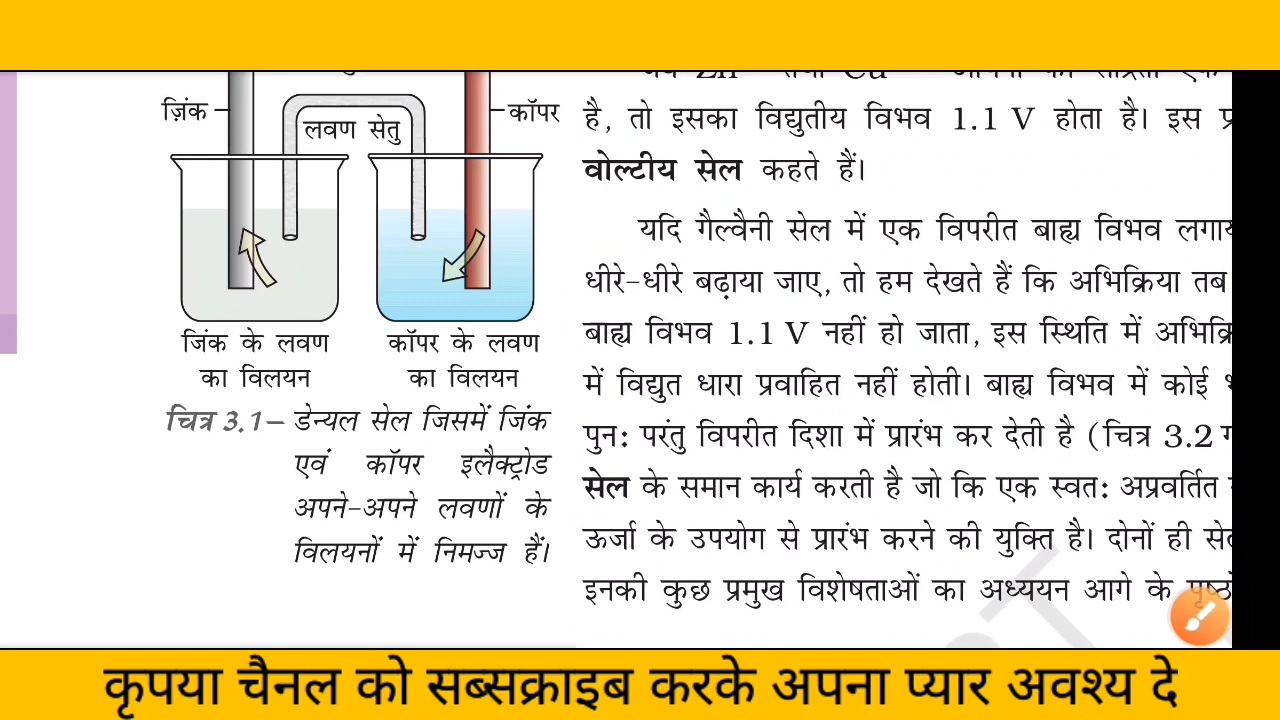 ज़िंक
लवण सेतु
कॉपर
जिंक के लवण
का विलयन
कॉपर के लवण
का विलयन
चित्र 3.1– डेन्यल सेल जिसमें जिंक
एवं कॉपर इलैक्ट्रोड
अपने-अपने लवणों के
विलयनों में निमज्ज हैं।
है, तो इसका विद्युतीय विभव 1.1 V होता है। इस
वोल्टीय सेल कहते हैं।
यदि गैल्वैनी सेल में एक विपरीत बाह्य विभव
धीरे-धीरे बढ़ाया जाए, तो हम देखते हैं कि अभिक्रिया तब
बाह्य विभव 1.1 V नहीं हो जाता, इस स्थिति में
में विद्युत धारा प्रवाहित नहीं होती। बाह्य विभव में कोई
पुन: परंतु विपरीत दिशा में प्रारंभ कर देती है (चित्र 3.2
सेल के समान कार्य करती है जो कि एक स्वत: अप्रवर्तित
ऊर्जा के उपयोग से प्रारंभ करने की युक्ति है। दोनों ही
इनकी कुछ प्रमुख विशेषताओं का अध्ययन आगे के
कृपया चैनल को सब्सक्राइब करके अपना प्यार अवश्य दे